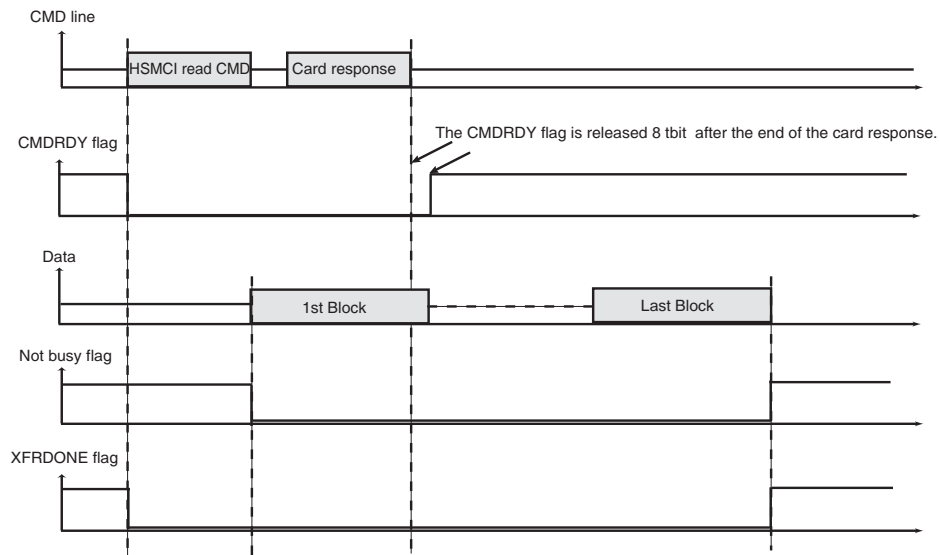 CMD line
HSMCI read CMD
Card response
The CMDRDY flag is released 8 tbit after the end of the card response.
CMDRDY flag
Data
1st Block
Last Block
Not busy flag
XFRDONE flag